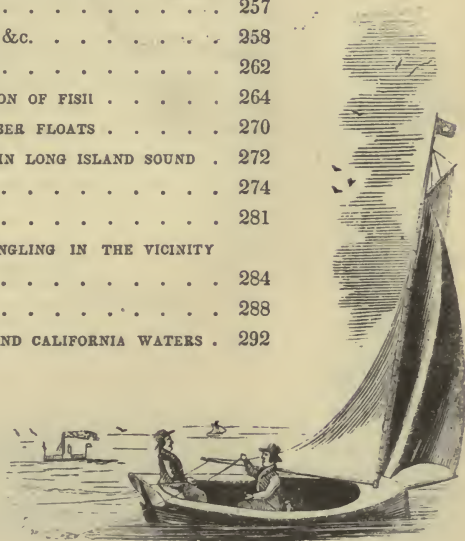 . . . . . . . . . 257
&c. . . . . . . . 258
. . . . . . . . . 262
ON OF FISH . . . . . 264
SER FLOATS . . . . . 270
IN LONG ISLAND SOUND . 272
. . . . . . . . . 274
. . . . . . . . . 281
NGLING IN THE VICINITY
. . . . . . . . . 284
. . . . . . . . . 288
ND CALIFORNIA WATERS . 292